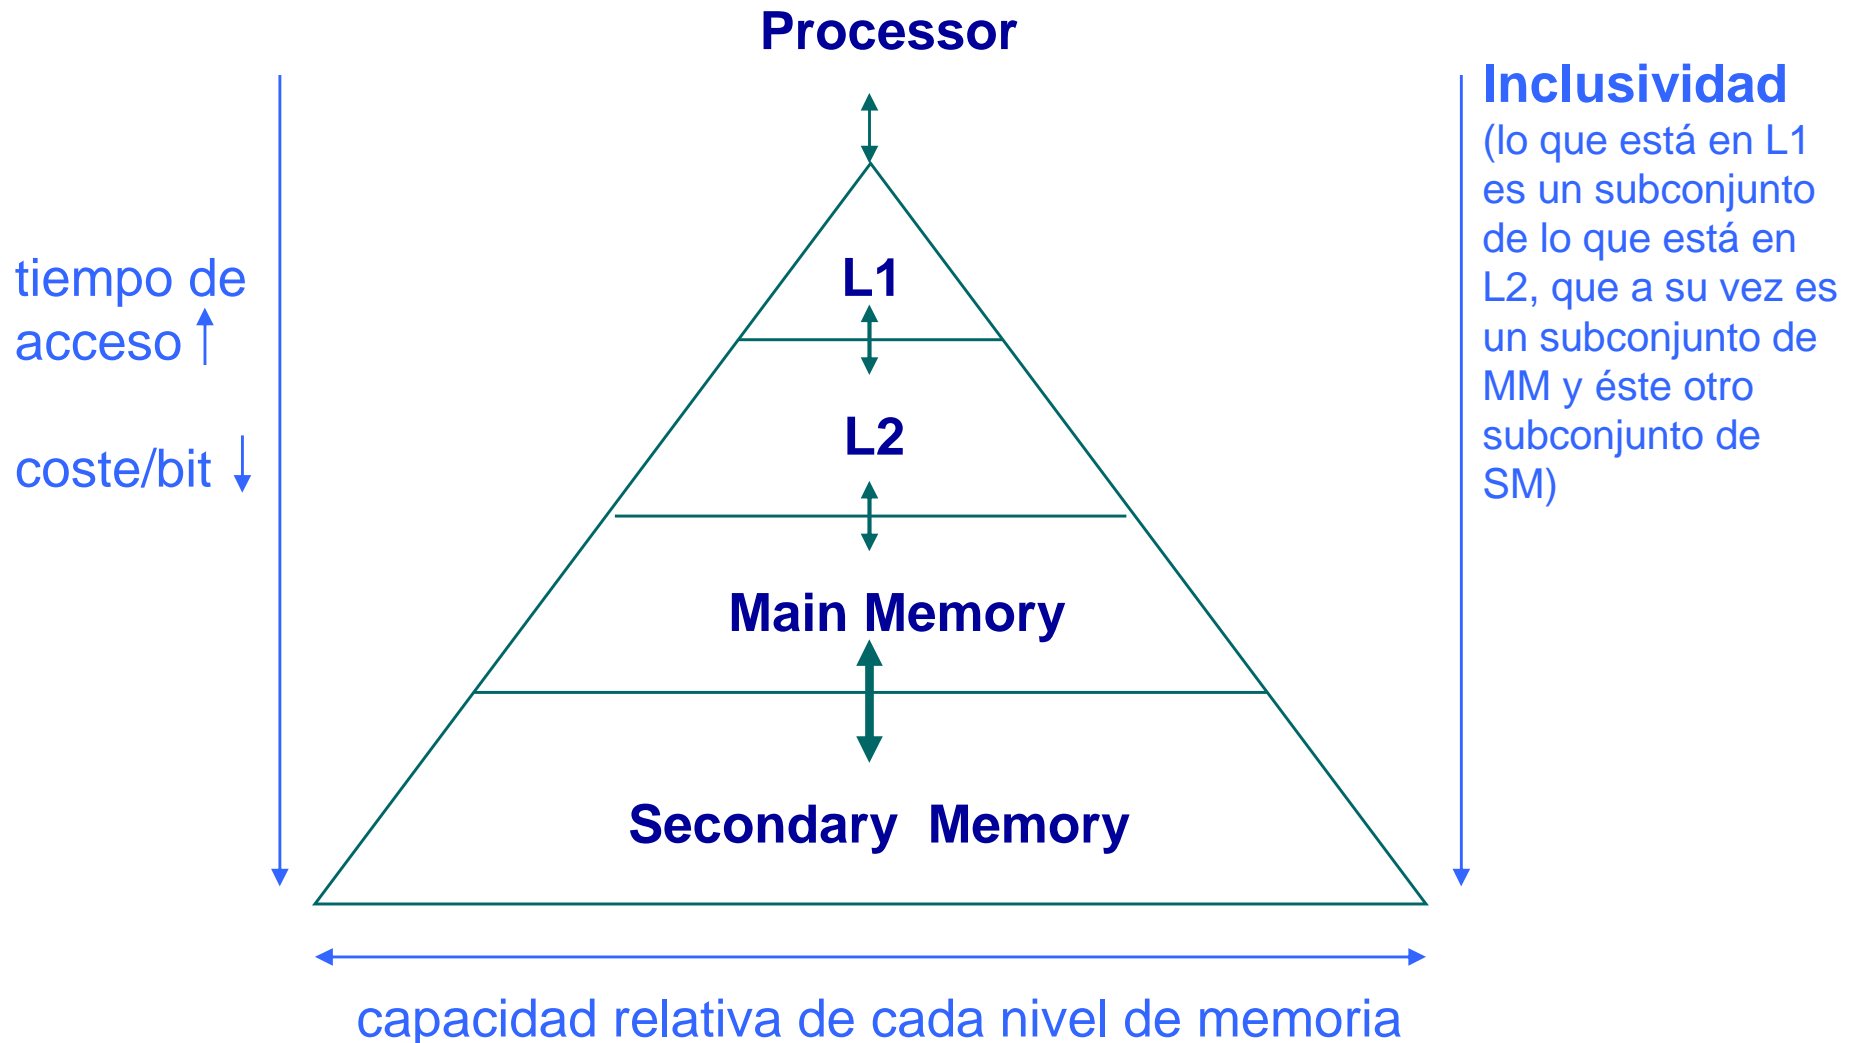 Processor
tiempo de
acceso
coste/bit
L1
L2
Main Memory
Secondary Memory
Inclusividad
(lo que está en L1
es un subconjunto
de lo que está en
L2, que a su vez es
un subconjunto de
MM y éste otro
subconjunto de
SM)
capacidad relativa de cada nivel de memoria